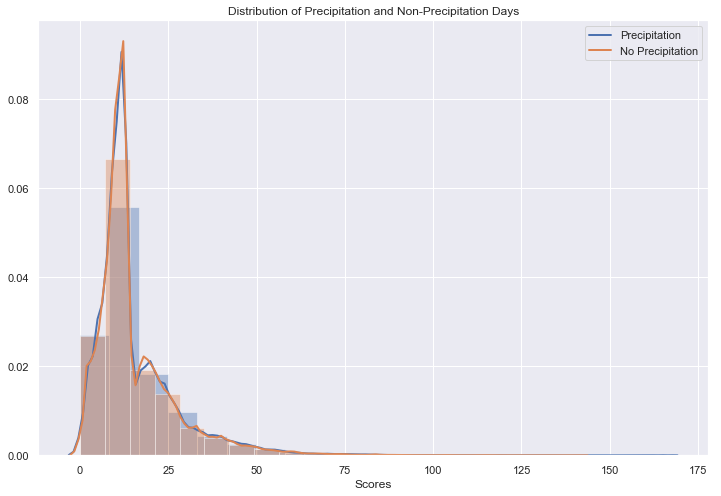 Distribution of Precipitation and Non-Precipitation Days
Precipitation
No Precipitation
0.08
0.06
0.04
0.02
0.00
0 25 50 75 100 125 150 175
Scores